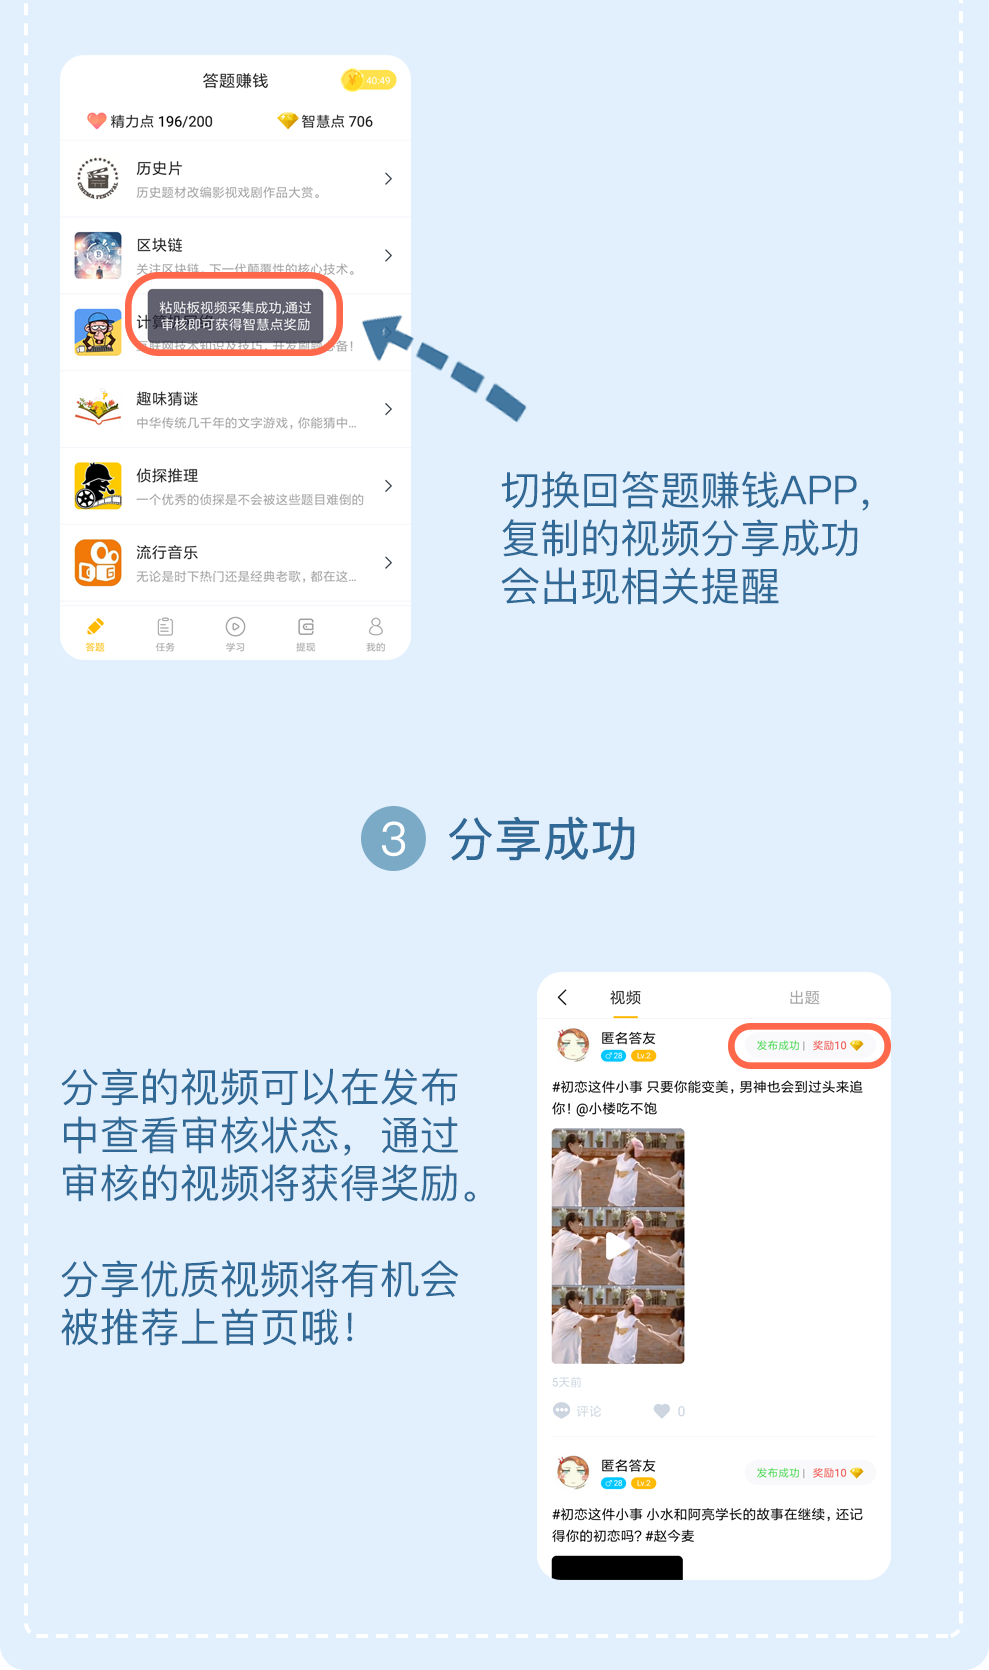 答题赚钱
40:49
精力点 196/200
智慧点 706
CINEMA FESTIVAL
历史片
历史题材改编影视戏剧作品大赏。
区块链
关注区块链，下一代颠覆性的核心技术。
粘贴板视频采集成功,通过
审核即可获得智慧点奖励
趣味猜谜
中华传统几千年的文字游戏，你能猜中...
侦探推理
一个优秀的侦探是不会被这些题目难倒的
流行音乐
无论是时下热门还是经典老歌，都在这...
答题
任务
学习
提现
我的
切换回答题赚钱APP，
复制的视频分享成功
会出现相关提醒
3 分享成功
分享的视频可以在发布
中查看审核状态，通过
审核的视频将获得奖励。
分享优质视频将有机会
被推荐上首页哦！
视频
出题
匿名答友
♂28
Lv.2
发布成功 | 奖励10
#初恋这件小事 只要你能变美，男神也会到过头来追
你！@小楼吃不饱
5天前
评论
0
匿名答友
♂28
Lv.2
发布成功 | 奖励10
#初恋这件小事 小水和阿亮学长的故事在继续，还记
得你的初恋吗？#赵今麦